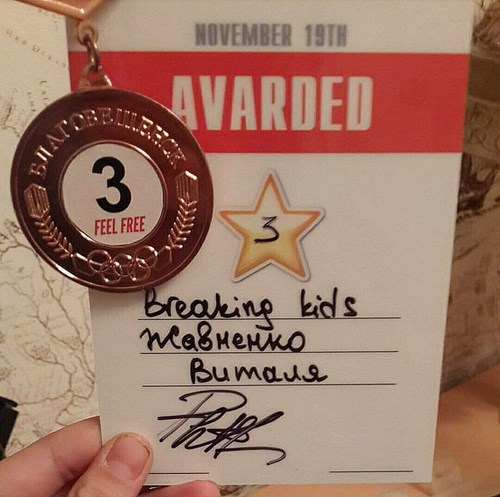 NOVEMBER 19TH
AVARDED
БЛАГОВЕЩЕНСК
3
FEEL FREE
3
Breaking kids
Жавненко
Виталя